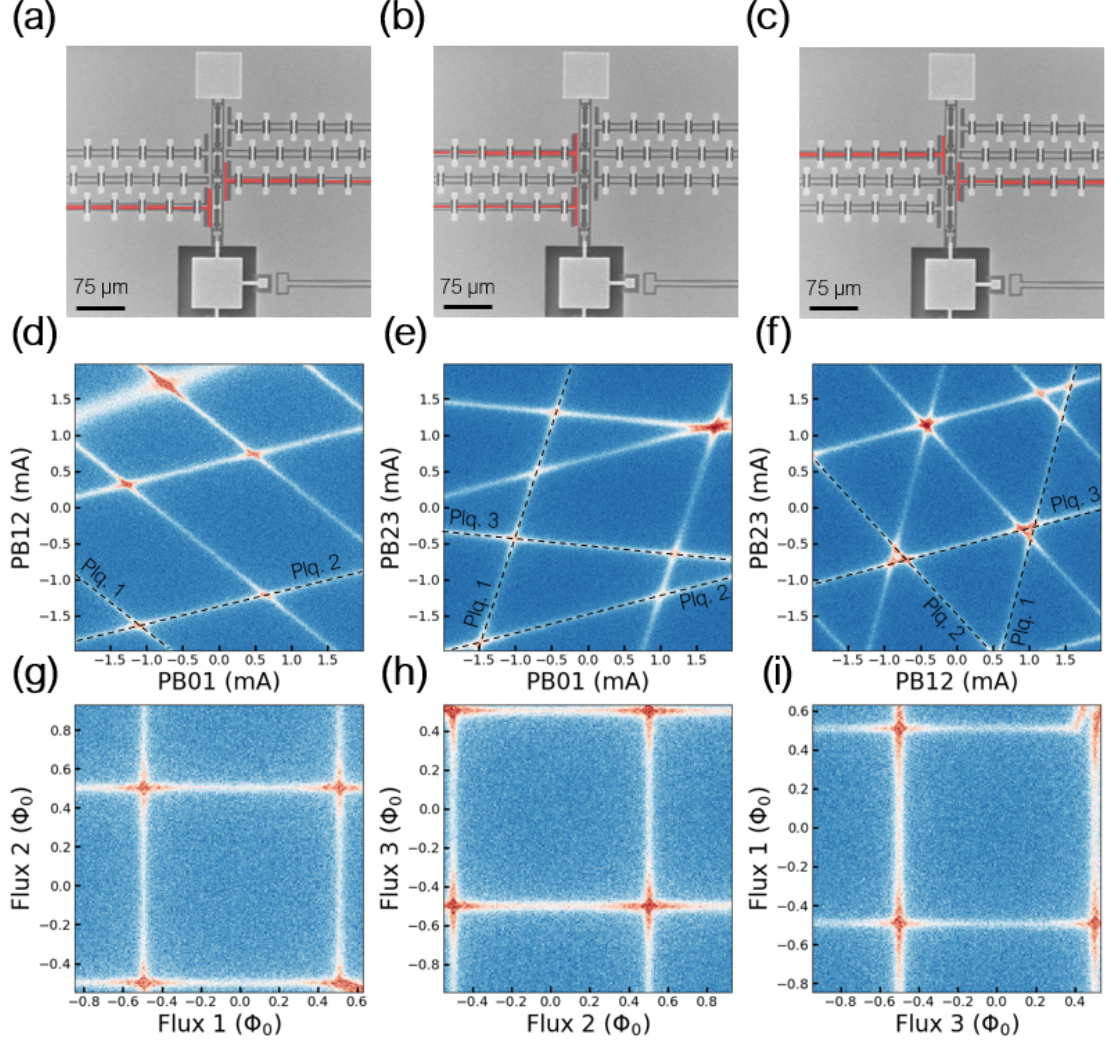 (a) (b) (c)
75 µm 75 µm 75 µm
(d) (e) (f)
PB12 (mA)
1.5
1.0
0.5
0.0
−0.5
−1.0
−1.5
Plq. 1
Plq. 2
−1.5 −1.0 −0.5 0.0 0.5 1.0 1.5
PB01 (mA)
PB23 (mA)
1.5
1.0
0.5
0.0
−0.5
−1.0
−1.5
Plq. 3
Plq. 1
Plq. 2
−1.5 −1.0 −0.5 0.0 0.5 1.0 1.5
PB01 (mA)
PB23 (mA)
1.5
1.0
0.5
0.0
−0.5
−1.0
−1.5
Plq. 3
Plq. 2
Plq. 1
−1.5 −1.0 −0.5 0.0 0.5 1.0 1.5
PB12 (mA)
(g) (h) (i)
Flux 2 (Φ0)
0.8
0.6
0.4
0.2
0.0
−0.2
−0.4
−0.8 −0.6 −0.4 −0.2 0.0 0.2 0.4 0.6
Flux 1 (Φ0)
Flux 3 (Φ0)
0.4
0.2
0.0
−0.2
−0.4
−0.6
−0.8
−0.4 −0.2 0.0 0.2 0.4 0.6 0.8
Flux 2 (Φ0)
Flux 1 (Φ0)
0.6
0.4
0.2
0.0
−0.2
−0.4
−0.6
−0.8
−0.8 −0.6 −0.4 −0.2 0.0 0.2 0.4
Flux 3 (Φ0)